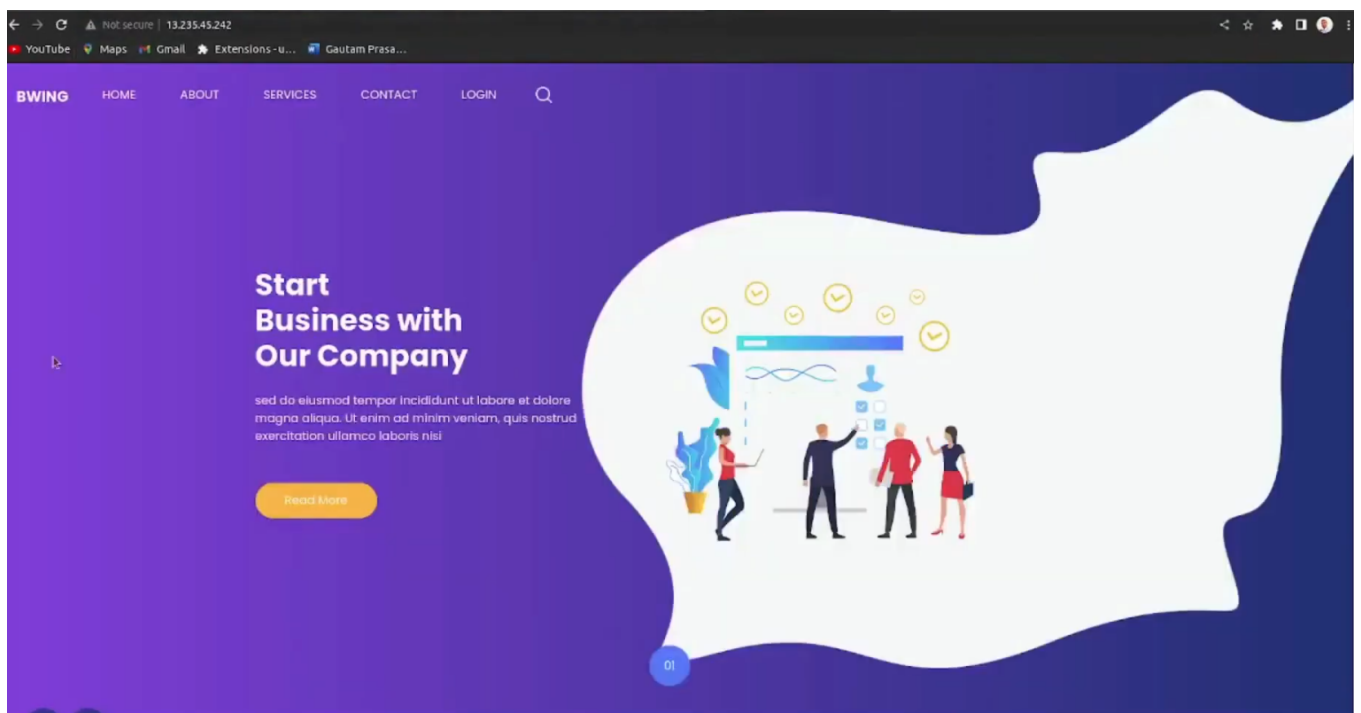 Not secure | 13.235.45.242
YouTube Maps Gmail Extensions - u... Gautam Prasa...
BWING HOME ABOUT SERVICES CONTACT LOGIN
Start
Business with
Our Company
sed do eiusmod tempor incididunt ut labore et dolore
magna aliqua. Ut enim ad minim veniam, quis nostrud
exercitation ullamco laboris nisi
Read More
01